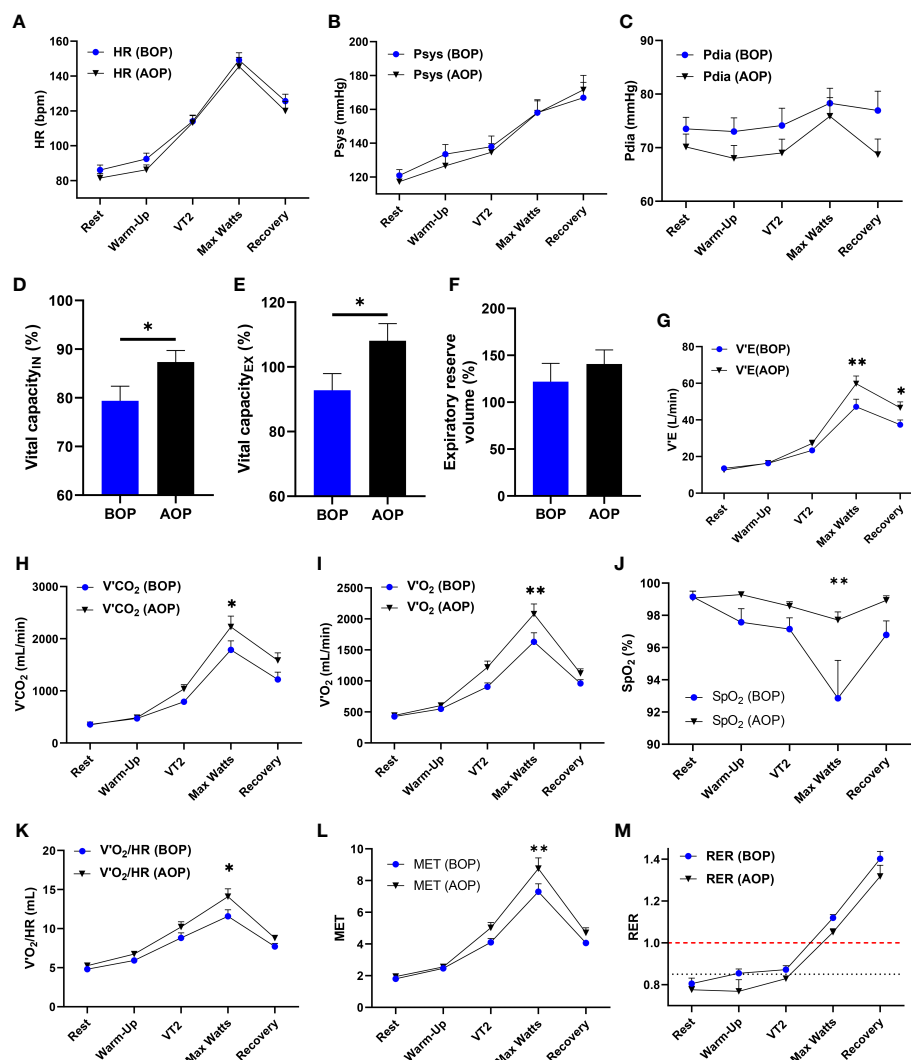 A
HR (BOP)
HR (AOP)
HR (bpm)
160
140
120
100
80
Rest
Warm-Up
VT2
Max Watts
Recovery
B
Psys (BOP)
Psys (AOP)
Psys (mmHg)
200
160
120
Rest
Warm-Up
VT2
Max Watts
Recovery
C
Pdia (BOP)
Pdia (AOP)
Pdia (mmHg)
90
80
70
60
Rest
Warm-Up
VT2
Max Watts
Recovery
D
Vital capacityIN (%)
100
90
80
70
60
*
BOP
AOP
E
Vital capacityEX (%)
120
100
80
60
*
BOP
AOP
F
Expiratory reserve
volume (%)
200
150
100
50
0
BOP
AOP
G
V'E(BOP)
V'E(AOP)
V'E (L/min)
80
60
40
20
0
**
*
Rest
Warm-Up
VT2
Max Watts
Recovery
H
V'CO2 (BOP)
V'CO2 (AOP)
V'CO2 (mL/min)
3000
2000
1000
0
*
Rest
Warm-Up
VT2
Max Watts
Recovery
I
V'O2 (BOP)
V'O2 (AOP)
V'O2 (mL/min)
2500
2000
1500
1000
500
0
**
Rest
Warm-Up
VT2
Max Watts
Recovery
J
SpO2 (%)
100
98
96
94
92
90
**
SpO2 (BOP)
SpO2 (AOP)
Rest
Warm-Up
VT2
Max Watts
Recovery
K
V'O2/HR (BOP)
V'O2/HR (AOP)
V'O2/HR (mL)
20
15
10
5
0
*
Rest
Warm-Up
VT2
Max Watts
Recovery
L
MET (BOP)
MET (AOP)
MET
10
8
6
4
2
0
**
Rest
Warm-Up
VT2
Max Watts
Recovery
M
RER (BOP)
RER (AOP)
RER
1.4
1.2
1.0
0.8
Rest
Warm-Up
VT2
Max Watts
Recovery